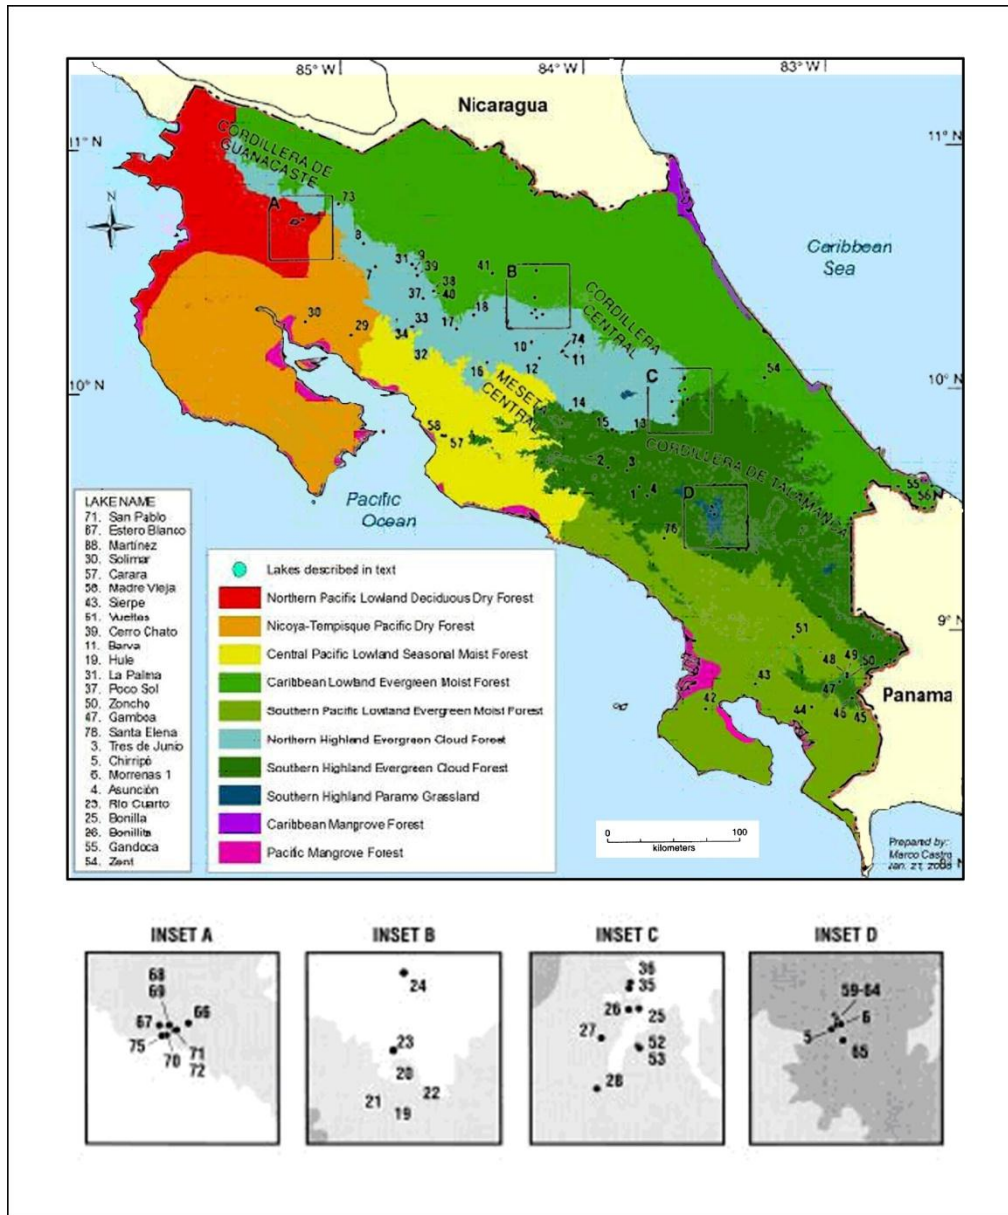 85° W 84° W 83° W
Nicaragua
11° N
11° N
CORDILLERA DE
GUANACASTE
N
A
73
8
7
31
9
39
37
38
40
41
B
Caribbean
Sea
CORDILLERA
CENTRAL
30
29
34
33
17
18
32
10
12
74
11
16
C
54
10° N
10° N
MESET
CENTRAL
14
15
13
58
57
2
3
CORDILLERA DE TALAMANCA
1
4
D
55
56
76
Pacific
Ocean
9° N
51
48
49
50
43
47
42
44
46
45
Panama
LAKE NAME
71. San Pablo
67. Estero Blanco
68. Martínez
30. Solimar
57. Carara
58. Madre Vieja
43. Sierpe
51. Vueltas
39. Cerro Chato
11. Barva
19. Hule
31. La Palma
37. Poco Sol
50. Zoncho
47. Gamboa
76. Santa Elena
3. Tres de Junio
5. Chirripó
6. Morrenas 1
4. Asunción
23. Río Cuarto
25. Bonilla
26. Bonillita
55. Gandoca
54. Zent
Lakes described in text
Northern Pacific Lowland Deciduous Dry Forest
Nicoya-Tempisque Pacific Dry Forest
Central Pacific Lowland Seasonal Moist Forest
Caribbean Lowland Evergreen Moist Forest
Southern Pacific Lowland Evergreen Moist Forest
Northern Highland Evergreen Cloud Forest
Southern Highland Evergreen Cloud Forest
Southern Highland Paramo Grassland
Caribbean Mangrove Forest
Pacific Mangrove Forest
0 100
kilometers
Prepared by:
Marco Castro
Jan. 21,
INSET A INSET B INSET C INSET D
68
69
67
66
75
70
71
72
24
23
20
21
22
19
36
35
26
25
27
52
53
28
59-64
5
6
65